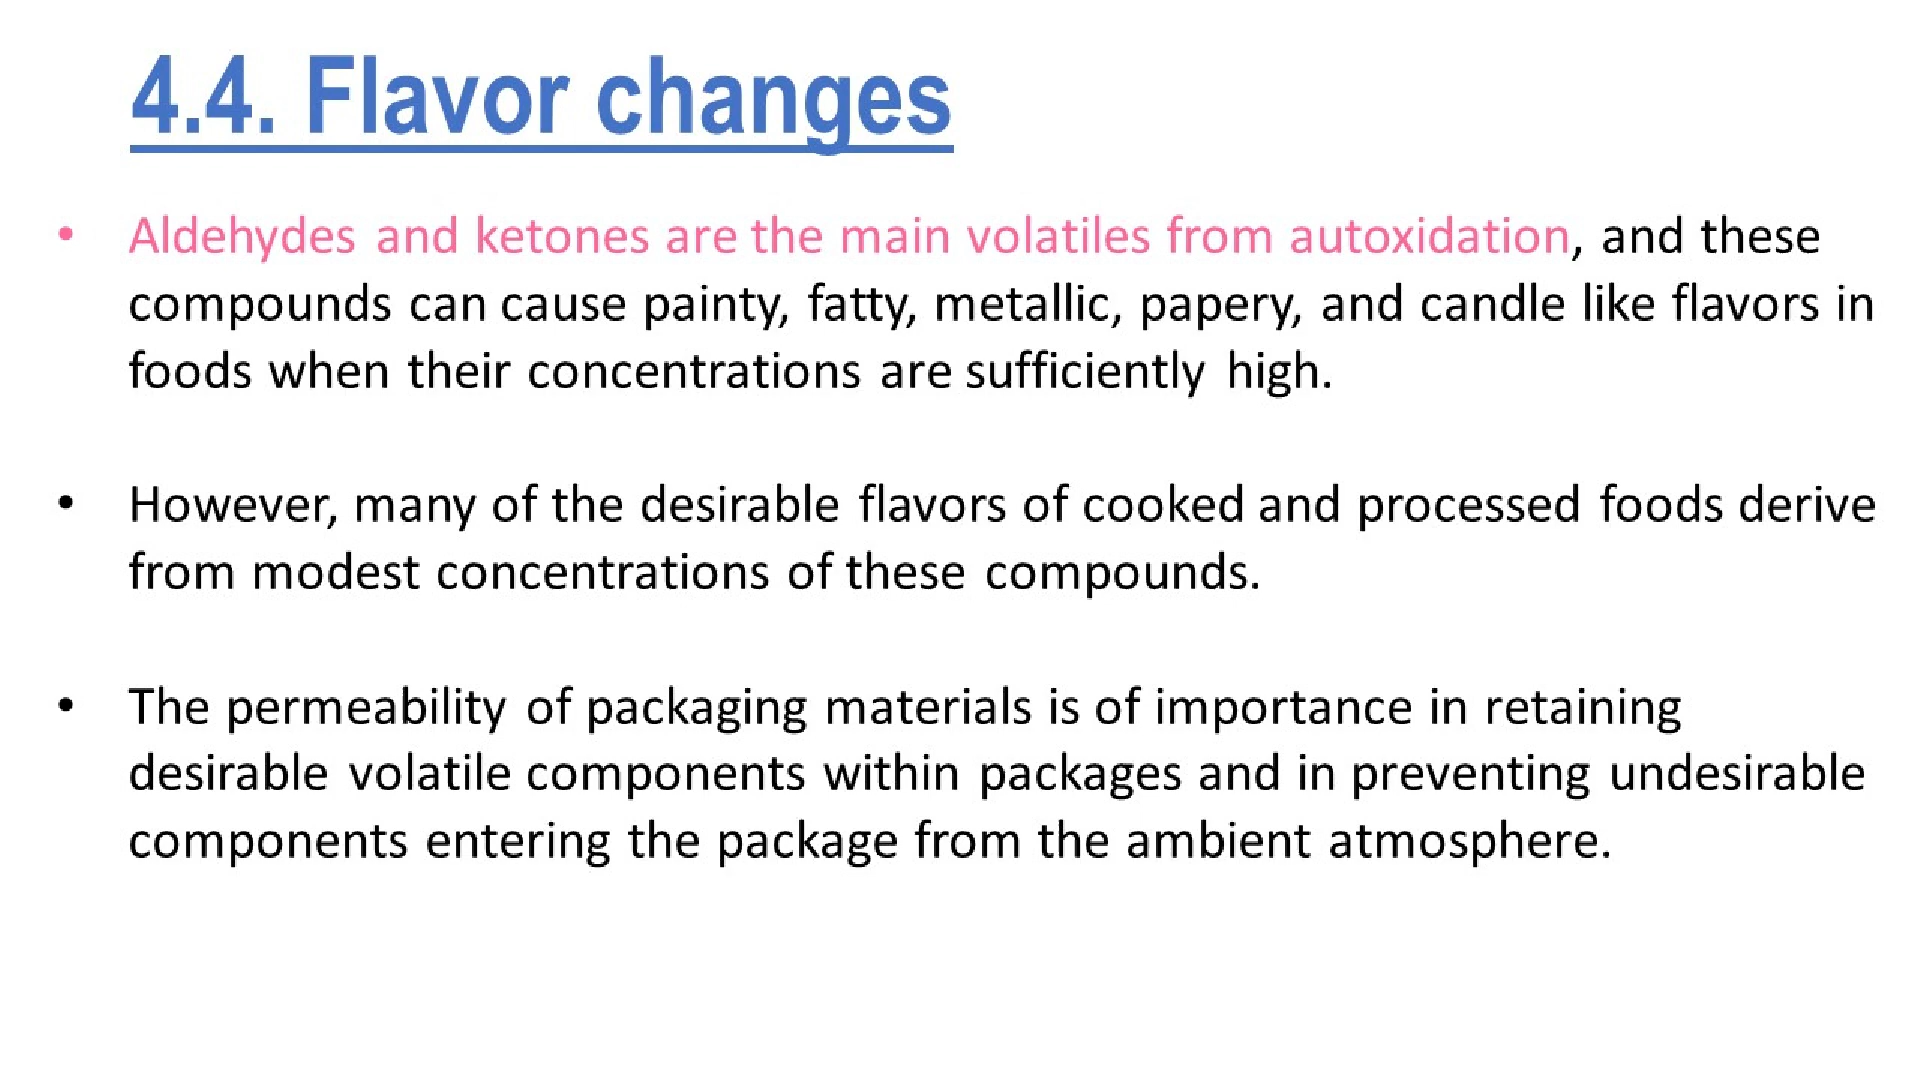 4.4. Flavor changes
• Aldehydes and ketones are the main volatiles from autoxidation, and these
compounds can cause painty, fatty, metallic, papery, and candle like flavors in
foods when their concentrations are sufficiently high.
• However, many of the desirable flavors of cooked and processed foods derive
from modest concentrations of these compounds.
• The permeability of packaging materials is of importance in retaining
desirable volatile components within packages and in preventing undesirable
components entering the package from the ambient atmosphere.